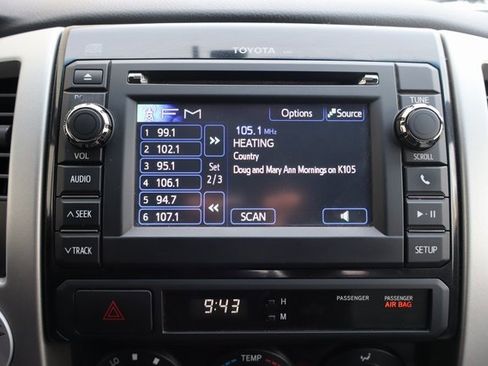 TOYOTA
FM
Options
Source
1 99.1
2 102.1
3 95.1
4 106.1
5 94.7
6 107.1
Set
2/3
105.1 MHz
HEATING
Country
Doug and Mary Ann Mornings on K105
SCAN
VOL
AUDIO
∧ SEEK
∨ TRACK
TUNE
SCROLL
SETUP
9:43
H
M
PASSENGER
PASSENGER
AIR BAG
LO
TEMP